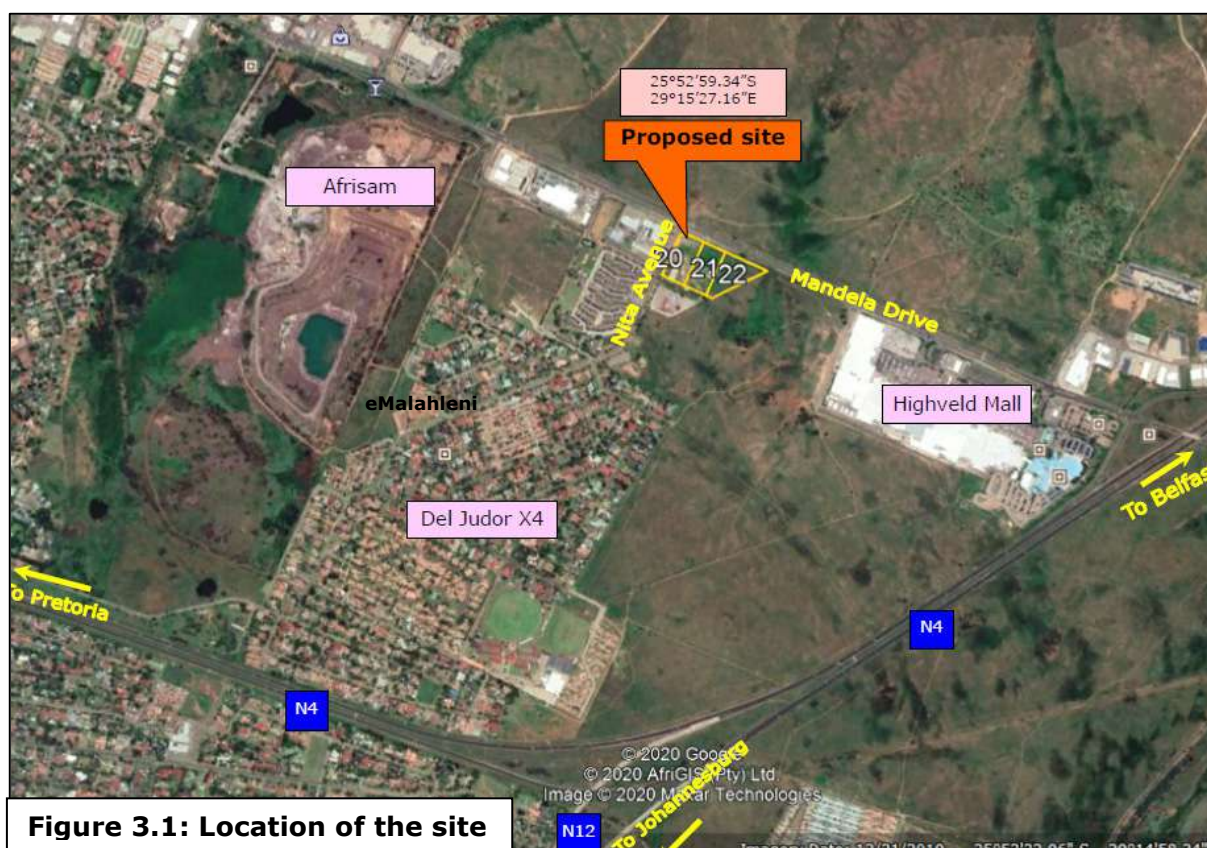 25°52'59.34"S
29°15'27.16"E
Proposed site
Afrisam
Nita Avenue
20
21
22
Mandela Drive
Highveld Mall
eMalahleni
To Belfas
Del Judor X4
To Pretoria
N4
N4
© 2020 Google
© 2020 AfriGIS (Pty) Ltd
Image © 2020 Maxar Technologies
To Johannesburg
N12
Figure 3.1: Location of the site